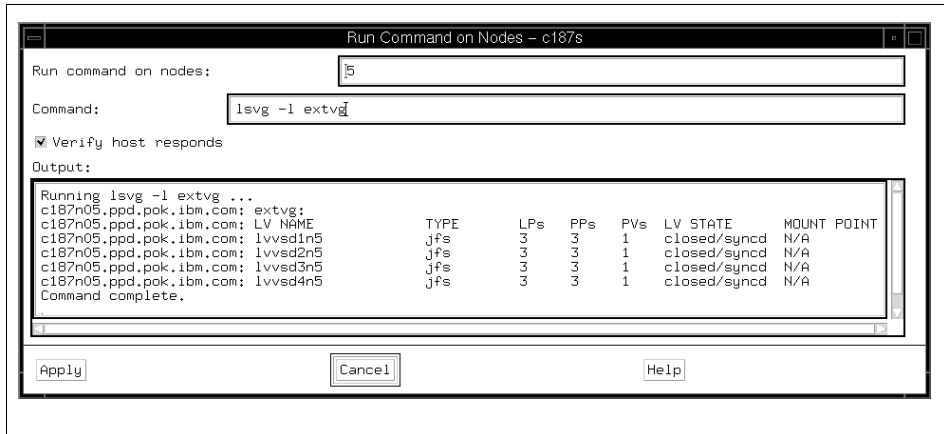 Run Command on Nodes – c187s
Run command on nodes: 5
Command: lsvg -l extvg
Verify host responds
Output:
Running lsvg -l extvg ...
c187n05.ppd.pok.ibm.com: extvg:
c187n05.ppd.pok.ibm.com: LV NAME TYPE LPs PPs PVs LV STATE MOUNT POINT
c187n05.ppd.pok.ibm.com: lvvsd1n5 jfs 3 3 1 closed/syncd N/A
c187n05.ppd.pok.ibm.com: lvvsd2n5 jfs 3 3 1 closed/syncd N/A
c187n05.ppd.pok.ibm.com: lvvsd3n5 jfs 3 3 1 closed/syncd N/A
c187n05.ppd.pok.ibm.com: lvvsd4n5 jfs 3 3 1 closed/syncd N/A
Command complete.
Apply Cancel Help